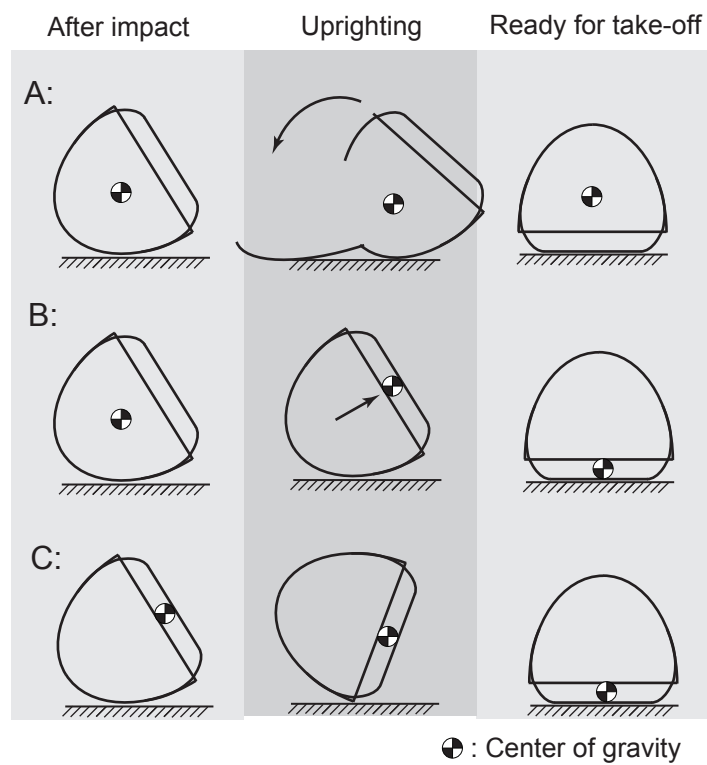 After impact
Uprighting
Ready for take-off
A:
B:
C:
: Center of gravity